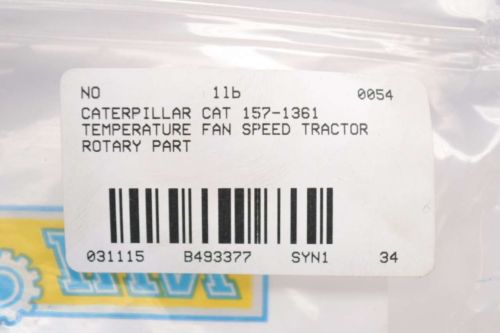 NO 11b 0054
CATERPILLAR CAT 157-1361
TEMPERATURE FAN SPEED TRACTOR
ROTARY PART
031115 B493377 SYN1 34